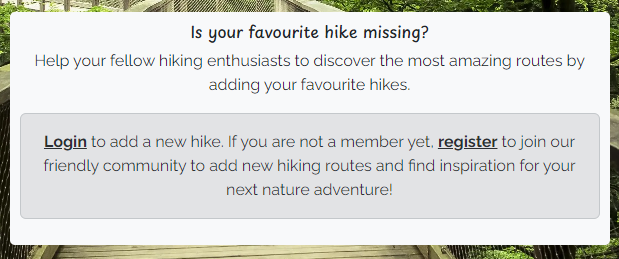 Is your favourite hike missing?
Help your fellow hiking enthusiasts to discover the most amazing routes by
adding your favourite hikes.
Login to add a new hike. If you are not a member yet, register to join our
friendly community to add new hiking routes and find inspiration for your
next nature adventure!